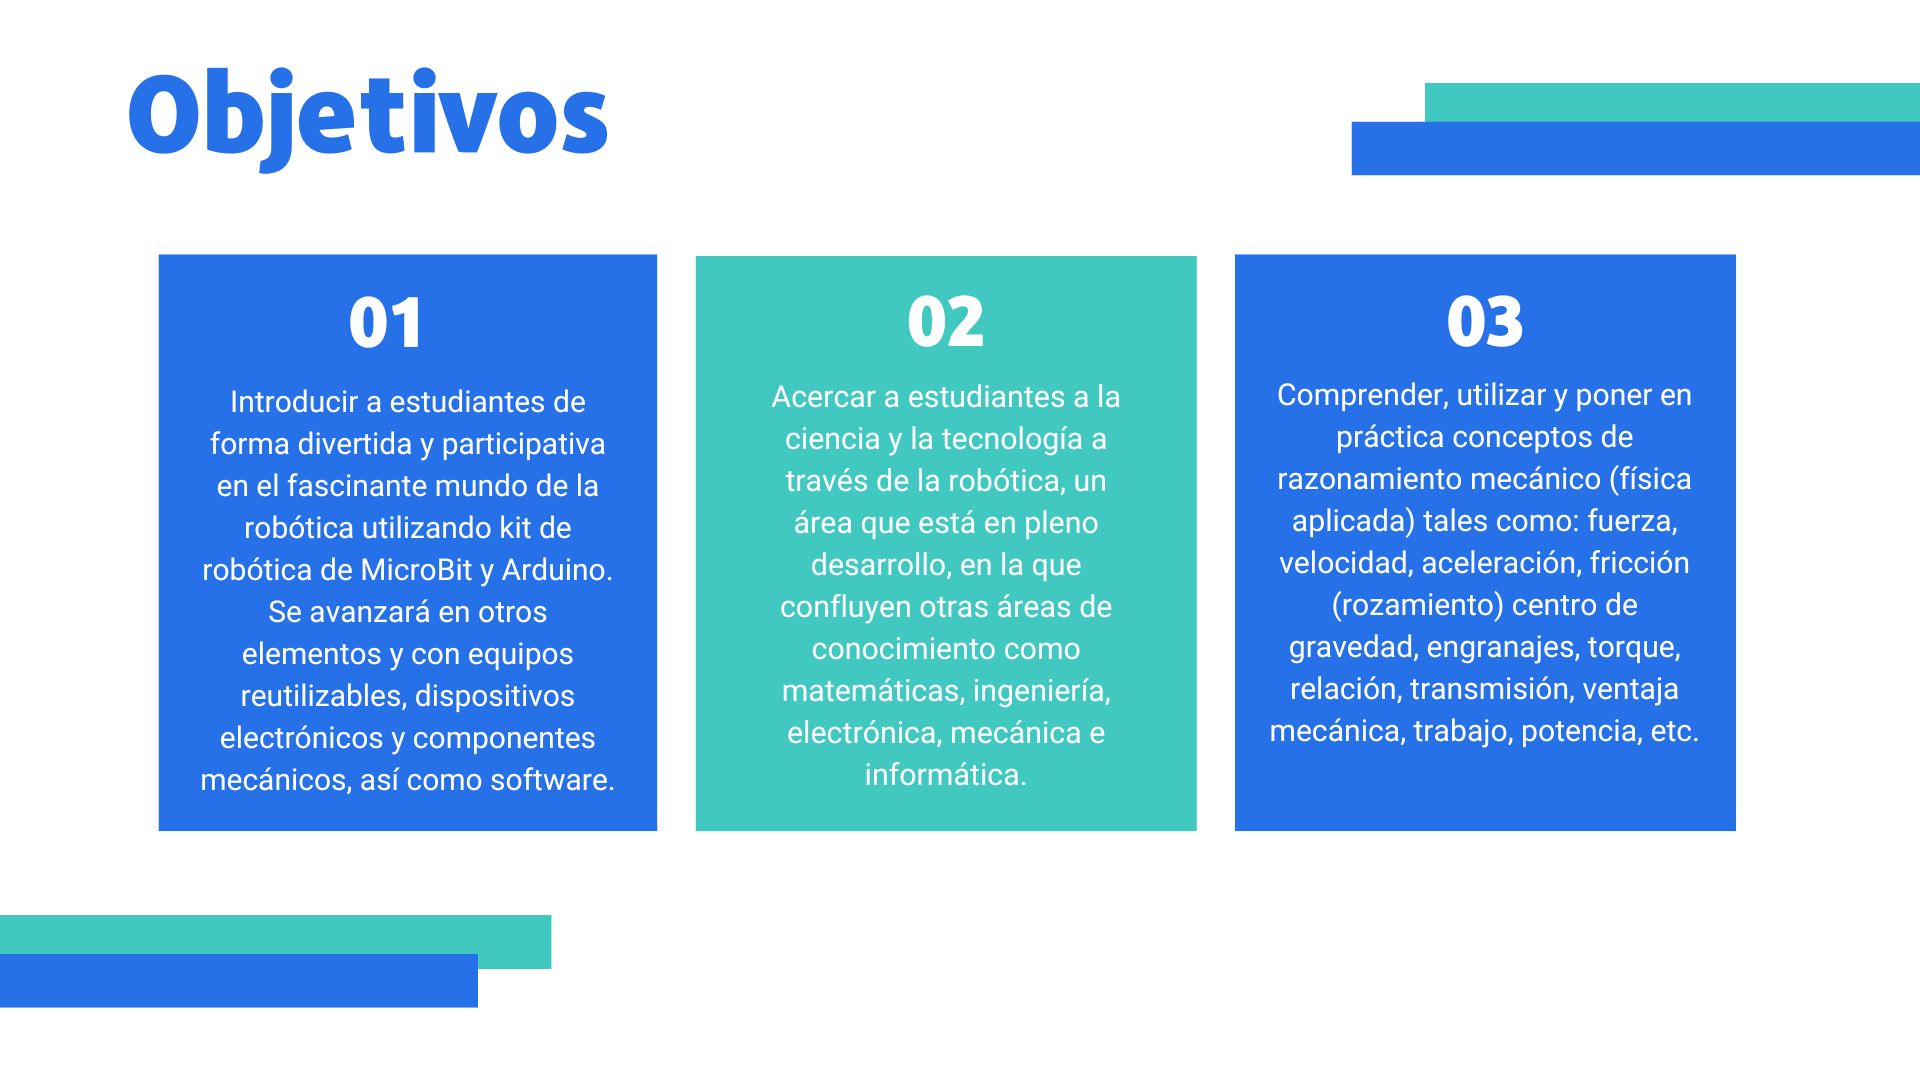 Objetivos
01
Introducir a estudiantes de
forma divertida y participativa
en el fascinante mundo de la
robótica utilizando kit de
robótica de MicroBit y Arduino.
Se avanzará en otros
elementos y con equipos
reutilizables, dispositivos
electrónicos y componentes
mecánicos, así como software.
02
Acercar a estudiantes a la
ciencia y la tecnología a
través de la robótica, un
área que está en pleno
desarrollo, en la que
confluyen otras áreas de
conocimiento como
matemáticas, ingeniería,
electrónica, mecánica e
informática.
03
Comprender, utilizar y poner en
práctica conceptos de
razonamiento mecánico (física
aplicada) tales como: fuerza,
velocidad, aceleración, fricción
(rozamiento) centro de
gravedad, engranajes, torque,
relación, transmisión, ventaja
mecánica, trabajo, potencia, etc.